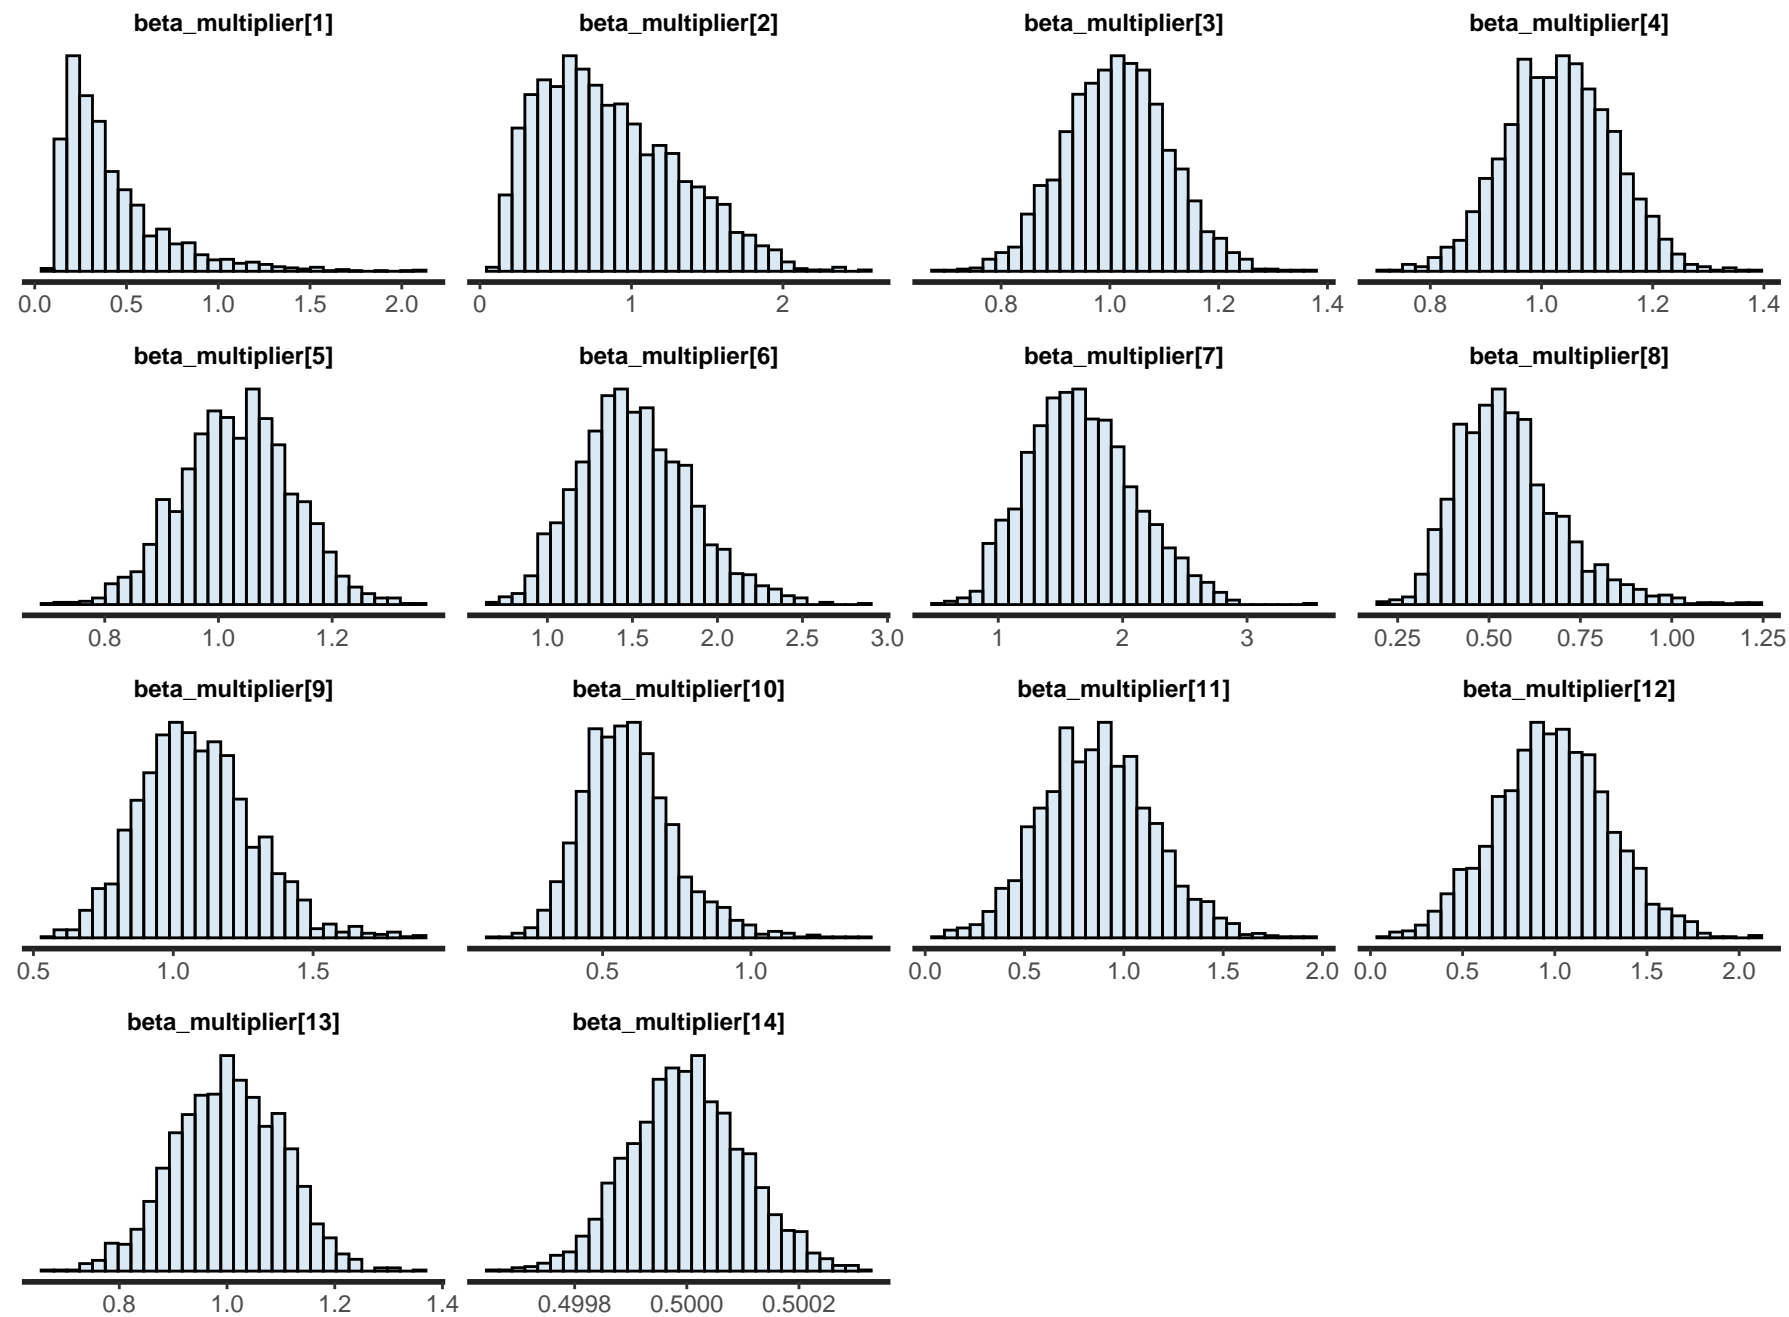 beta_multiplier[1] beta_multiplier[2] beta_multiplier[3] beta_multiplier[4]
0.0 0.5 1.0 1.5 2.0 0 1 2 0.8 1.0 1.2 1.4 0.8 1.0 1.2 1.4
beta_multiplier[5] beta_multiplier[6] beta_multiplier[7] beta_multiplier[8]
0.8 1.0 1.2 1.0 1.5 2.0 2.5 3.0 1 2 3 0.25 0.50 0.75 1.00 1.25
beta_multiplier[9] beta_multiplier[10] beta_multiplier[11] beta_multiplier[12]
0.5 1.0 1.5 0.5 1.0 0.0 0.5 1.0 1.5 2.0 0.0 0.5 1.0 1.5 2.0
beta_multiplier[13] beta_multiplier[14]
0.8 1.0 1.2 1.4 0.4998 0.5000 0.5002